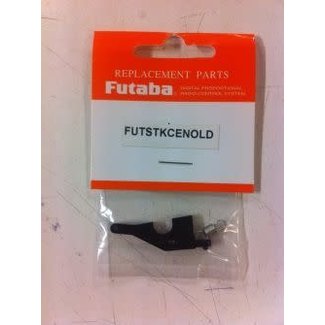 REPLACEMENT PARTS
Futaba
DIGITAL PROPORTIONAL
RADIO CONTROL SYSTEM
FUTSTKCENOLD